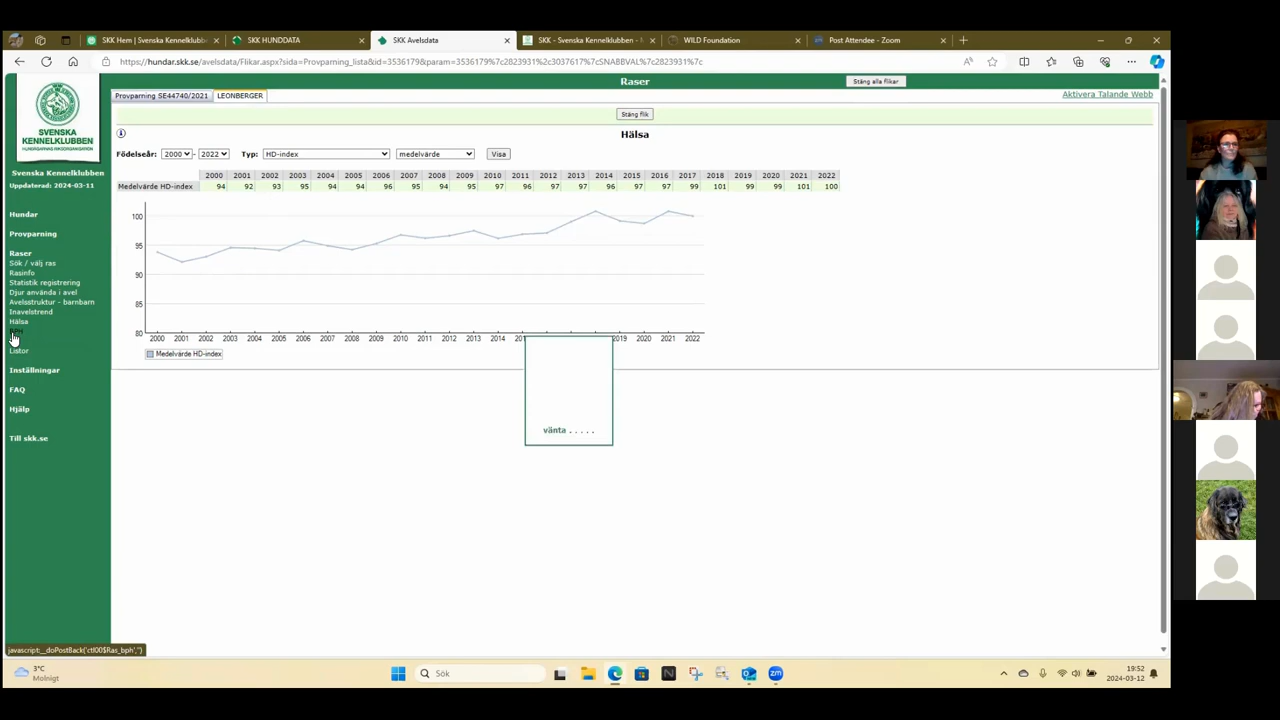 SKK Hem | Svenska Kennelklubbe
SKK HUNDDATA
SKK Avelsdata
SKK - Svenska Kennelklubben - M
WILD Foundation
Post Attendee - Zoom
https://hundar.skk.se/avelsdata/Flikar.aspx?sida=Provparning_lista&id=3536179&param=3536179%7c2823931%7c3037617%7cSNABBVAL%7c2823931%7c
SVENSKA
KENNELKLUBBEN
HUNDÄGARNAS RIKSORGANISATION
Svenska Kennelklubben
Uppdaterad: 2024-03-11
Hundar
Provparning
Raser
Sök / välj ras
Rasinfo
Statistik registrering
Djur använda i avel
Avelsstruktur - barnbarn
Inavelstrend
Hälsa
BPH
Listor
Inställningar
FAQ
Hjälp
Till skk.se
Raser
Stäng alla flikar
Provparning SE44740/2021
LEONBERGER
Aktivera Talande Webb
Stäng flik
Hälsa
Födelseår: 2000 - 2022 Typ: HD-index medelvärde Visa
2000 2001 2002 2003 2004 2005 2006 2007 2008 2009 2010 2011 2012 2013 2014 2015 2016 2017 2018 2019 2020 2021 2022
Medelvärde HD-index 94 92 93 95 94 94 96 95 94 95 97 96 97 97 97 97 97 99 101 99 99 101 100
100
95
90
85
80
2000 2001 2002 2003 2004 2005 2006 2007 2008 2009 2010 2011 2012 2013 2014 2019 2020 2021 2022
Medelvärde HD-index
vänta . . . . .
javascript:__doPostBack('ctl00$Ras_bph','')
3°C
Molnigt
Sök
19:52
2024-03-12